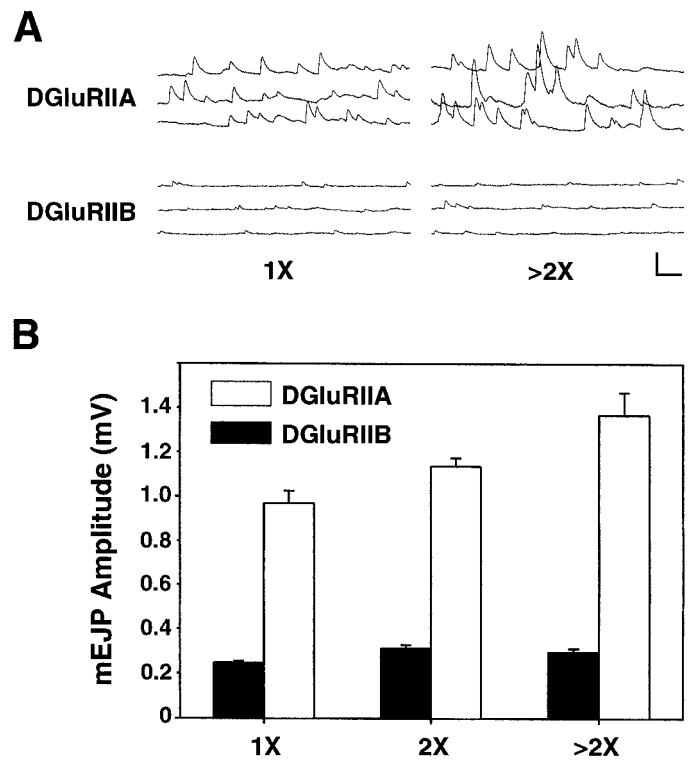 A
DGluRIIA
DGluRIIB
1X
>2X
B
mEJP Amplitude (mV)
1.4
1.2
1.0
0.8
0.6
0.4
0.2
0
DGluRIIA
DGluRIIB
1X
2X
>2X